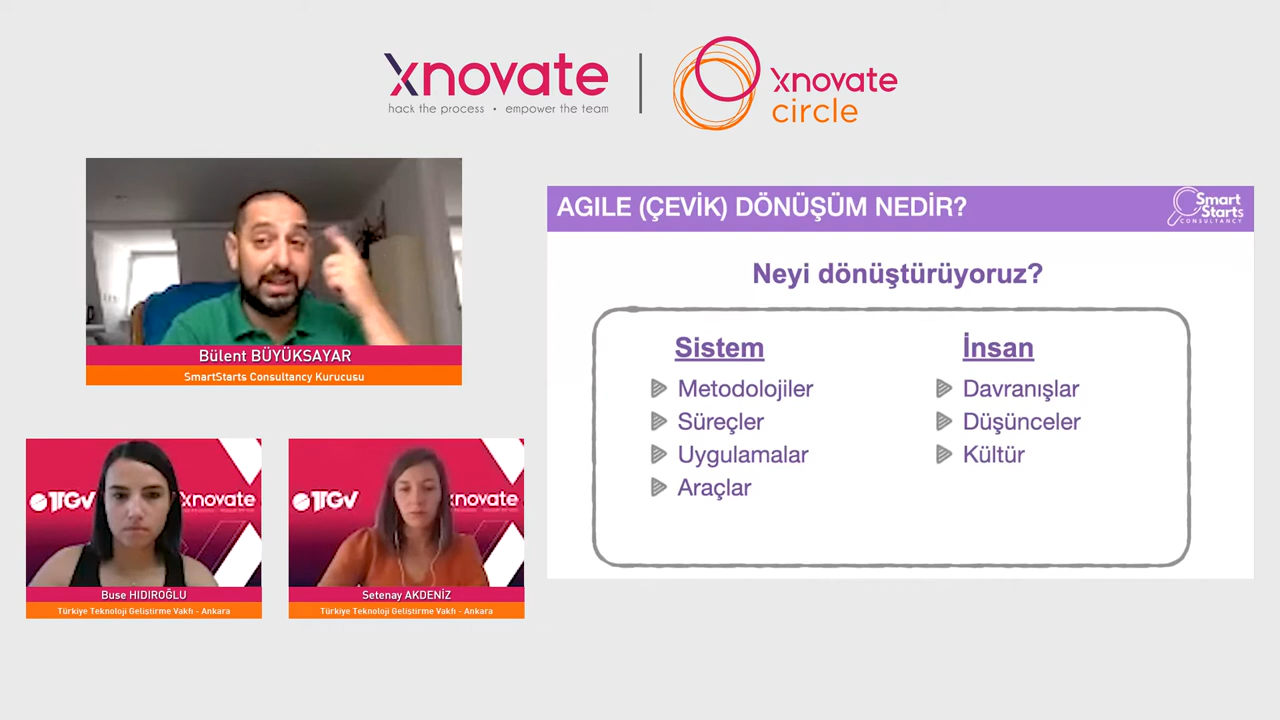 xnovate
hack the process • empower the team
xnovate
circle
Bülent BÜYÜKSAYAR
SmartStarts Consultancy Kurucusu
TTGV
xnovate
Buse HIDIROĞLU
Türkiye Teknoloji Geliştirme Vakfı - Ankara
TTGV
xnovate
Setenay AKDENİZ
Türkiye Teknoloji Geliştirme Vakfı - Ankara
AGILE (ÇEVİK) DÖNÜŞÜM NEDİR?
Smart
Starts
CONSULTANCY
Neyi dönüştürüyoruz?
Sistem
Metodolojiler
Süreçler
Uygulamalar
Araçlar
İnsan
Davranışlar
Düşünceler
Kültür